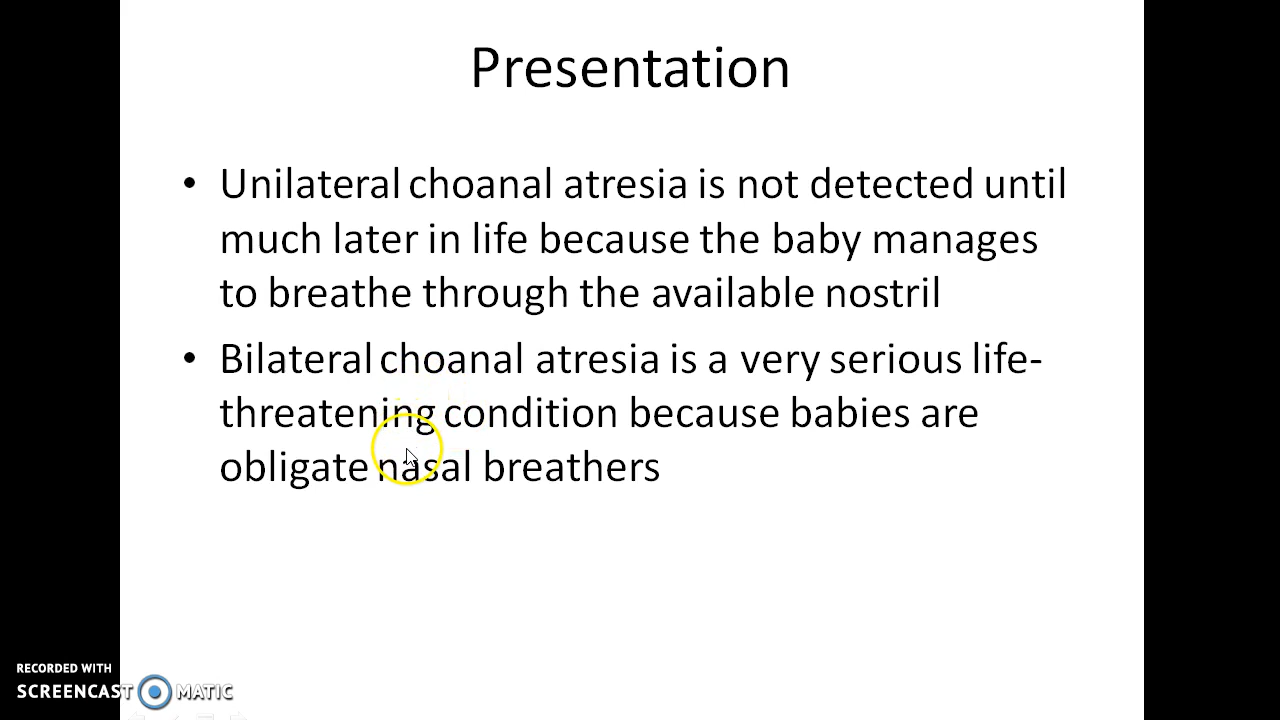 Presentation
• Unilateral choanal atresia is not detected until
much later in life because the baby manages
to breathe through the available nostril
• Bilateral choanal atresia is a very serious life-
threatening condition because babies are
obligate nasal breathers
RECORDED WITH
SCREENCAST MATIC